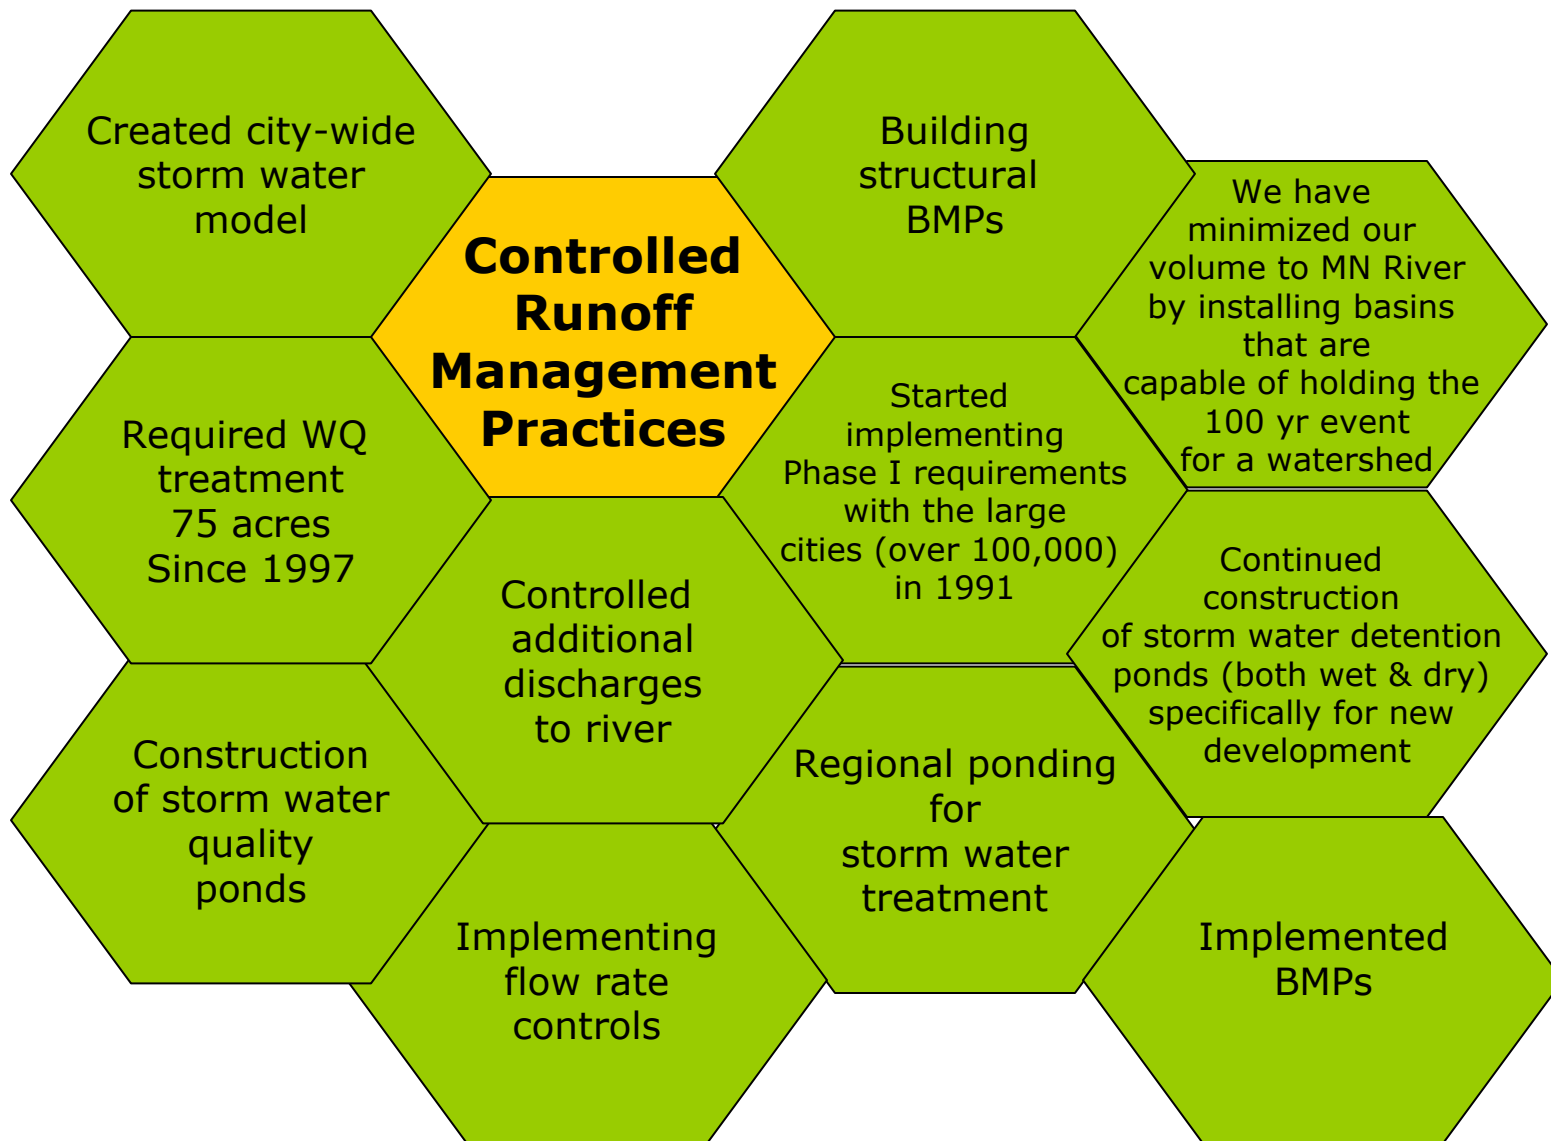 Created city-wide
storm water
model
Controlled
Runoff
Management
Practices
Building
structural
BMPs
We have
minimized our
volume to MN River
by installing basins
that are
capable of holding the
100 yr event
for a watershed
Required WQ
treatment
75 acres
Since 1997
Started
implementing
Phase I requirements
with the large
cities (over 100,000)
in 1991
Controlled
additional
discharges
to river
Continued
construction
of storm water detention
ponds (both wet & dry)
specifically for new
development
Construction
of storm water
quality
ponds
Regional ponding
for
storm water
treatment
Implementing
flow rate
controls
Implemented
BMPs